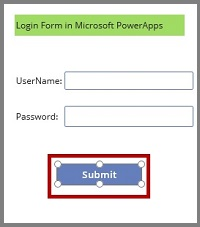 Login Form in Microsoft PowerApps
UserName:
Password:
Submit